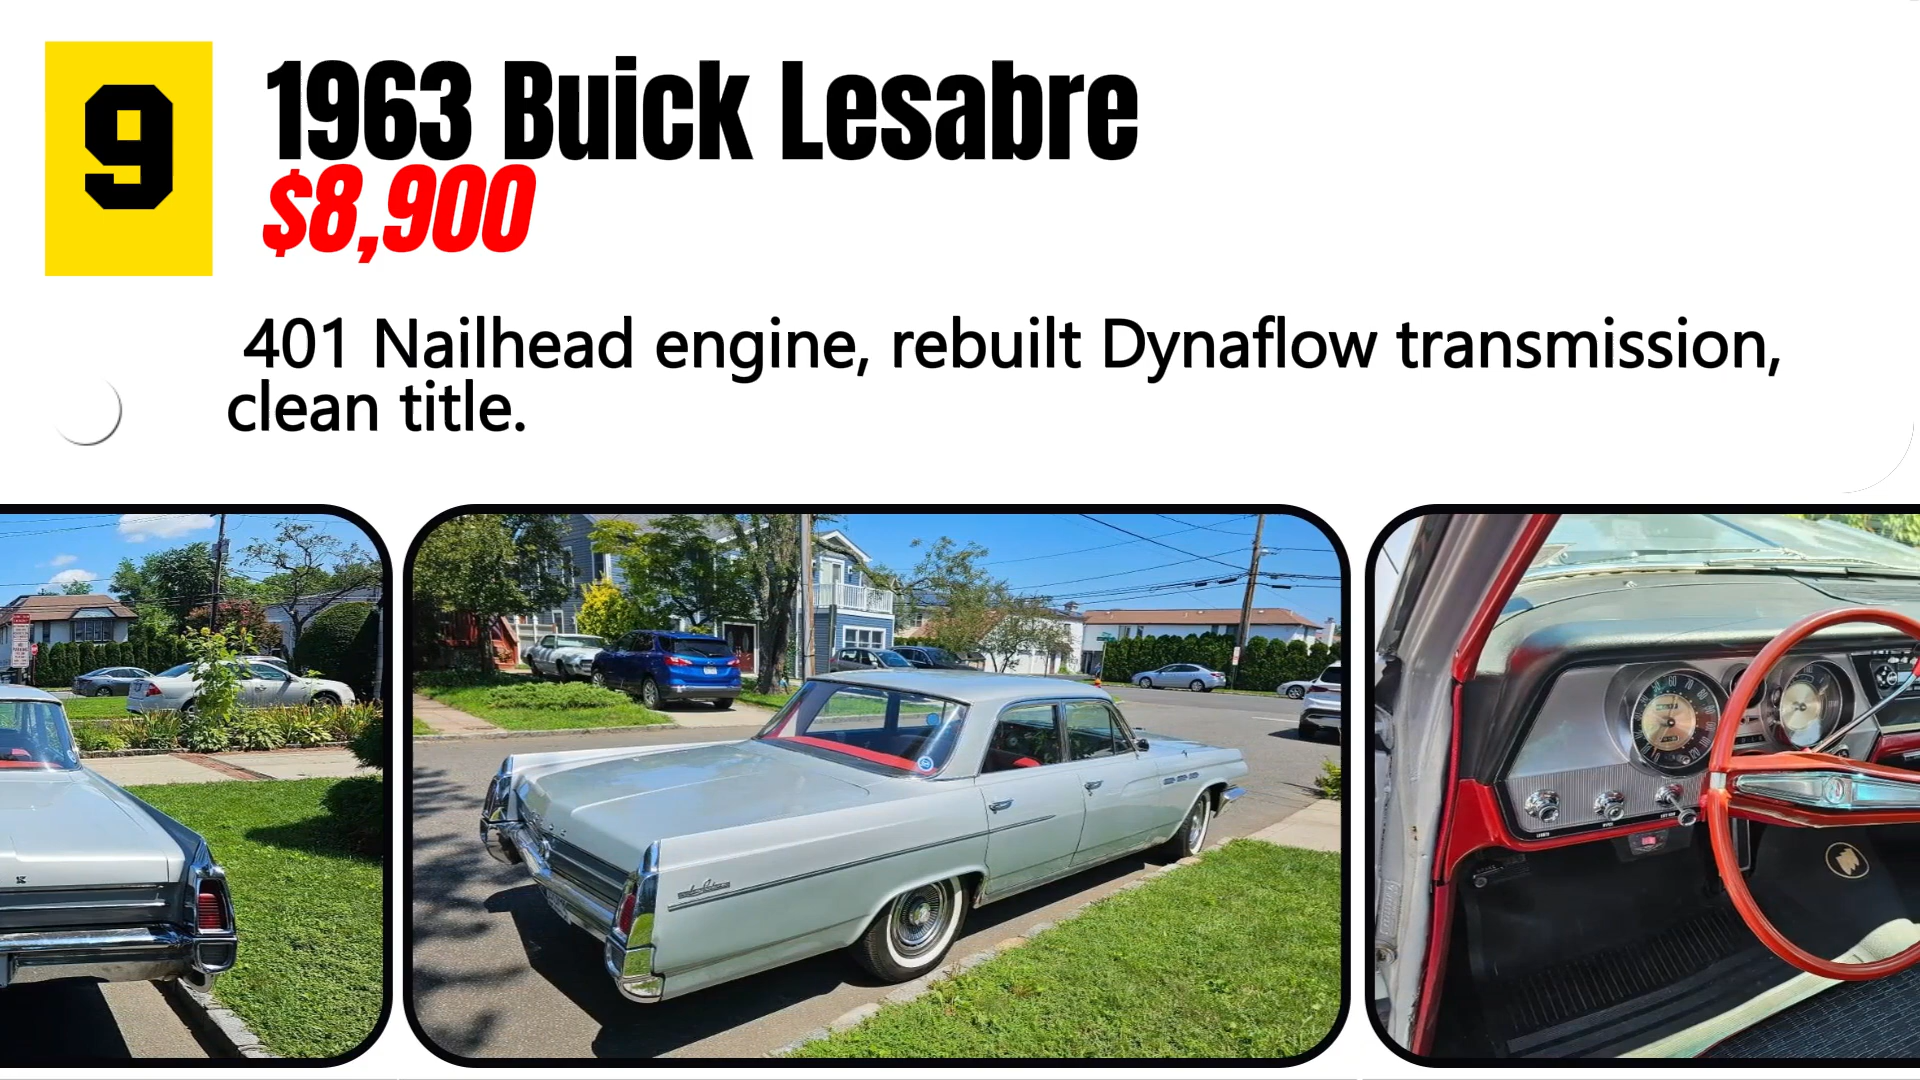 9
1963 Buick Lesabre
$8,900
401 Nailhead engine, rebuilt Dynaflow transmission,
clean title.